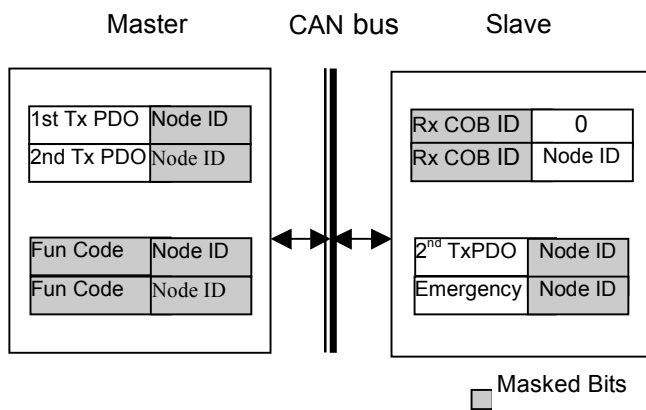 Master CAN bus Slave
1st Tx PDO Node ID
2nd Tx PDO Node ID
Fun Code Node ID
Fun Code Node ID
Rx COB ID 0
Rx COB ID Node ID
2nd TxPDO Node ID
Emergency Node ID
Masked Bits